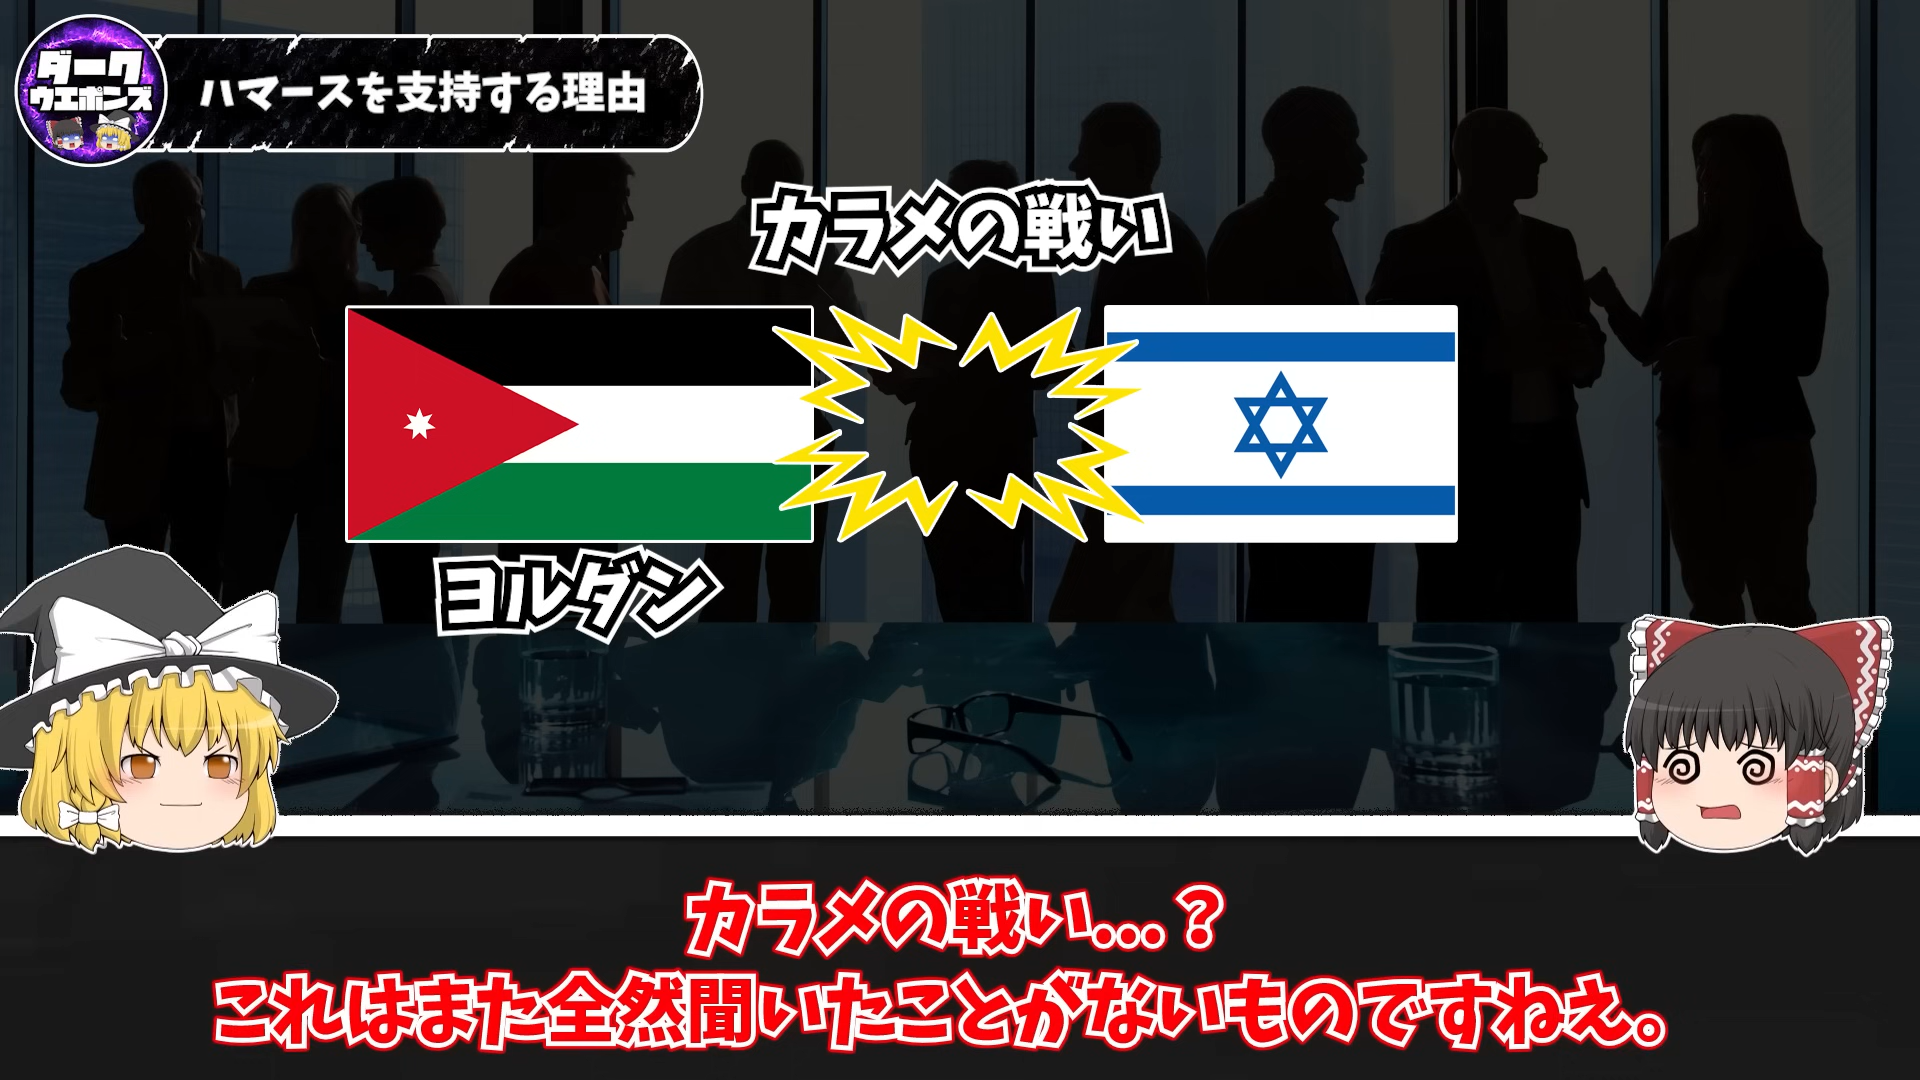 ダーク
ウエポンズ
ハマースを支持する理由
カラメの戦い
ヨルダン
カラメの戦い…？
これはまた全然聞いたことがないものですねぇ。